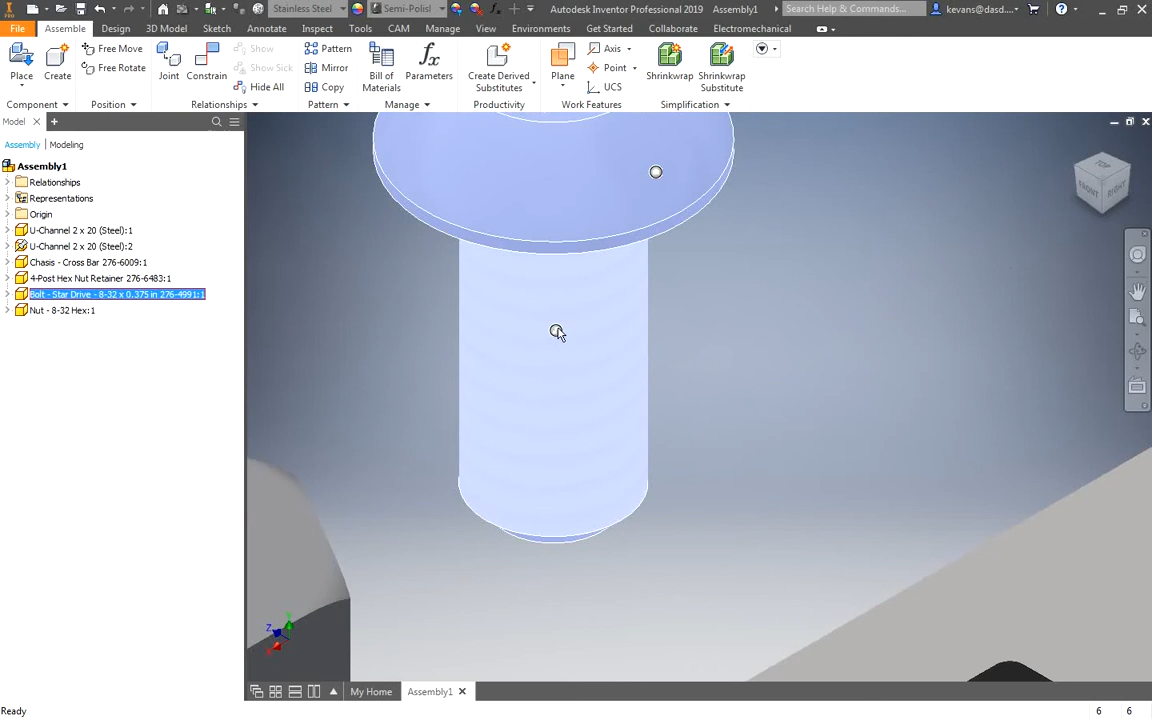 PRO
Stainless Steel
Semi-Polisl
Autodesk Inventor Professional 2019 Assembly1
Search Help & Commands...
kevans@dasd....
File Assemble Design 3D Model Sketch Annotate Inspect Tools CAM Manage View Environments Get Started Collaborate Electromechanical
Place
Create
Free Move
Free Rotate
Joint
Constrain
Show
Show Sick
Hide All
Pattern
Mirror
Copy
Bill of
Materials
fx
Parameters
Create Derived
Substitutes
Plane
Axis
Point
UCS
Shrinkwrap
Shrinkwrap
Substitute
Component Position Relationships Pattern Manage Productivity Work Features Simplification
Model
Assembly Modeling
Assembly1
Relationships
Representations
Origin
U-Channel 2 x 20 (Steel):1
U-Channel 2 x 20 (Steel):2
Chasis - Cross Bar 276-6009:1
4-Post Hex Nut Retainer 276-6483:1
Bolt - Star Drive - 8-32 x 0.375 in 276-4991:1
Nut - 8-32 Hex:1
TOP
FRONT
RIGHT
Z
Y
X
My Home
Assembly1
Ready
6 6